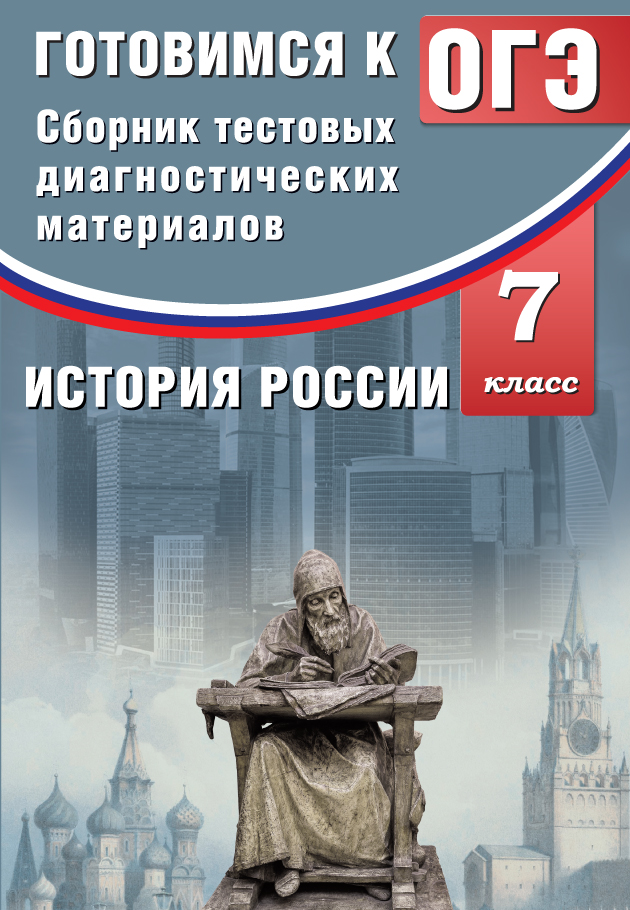 ГОТОВИМСЯ К ОГЭ
Сборник тестовых
диагностических
материалов
7
класс
ИСТОРИЯ РОССИИ